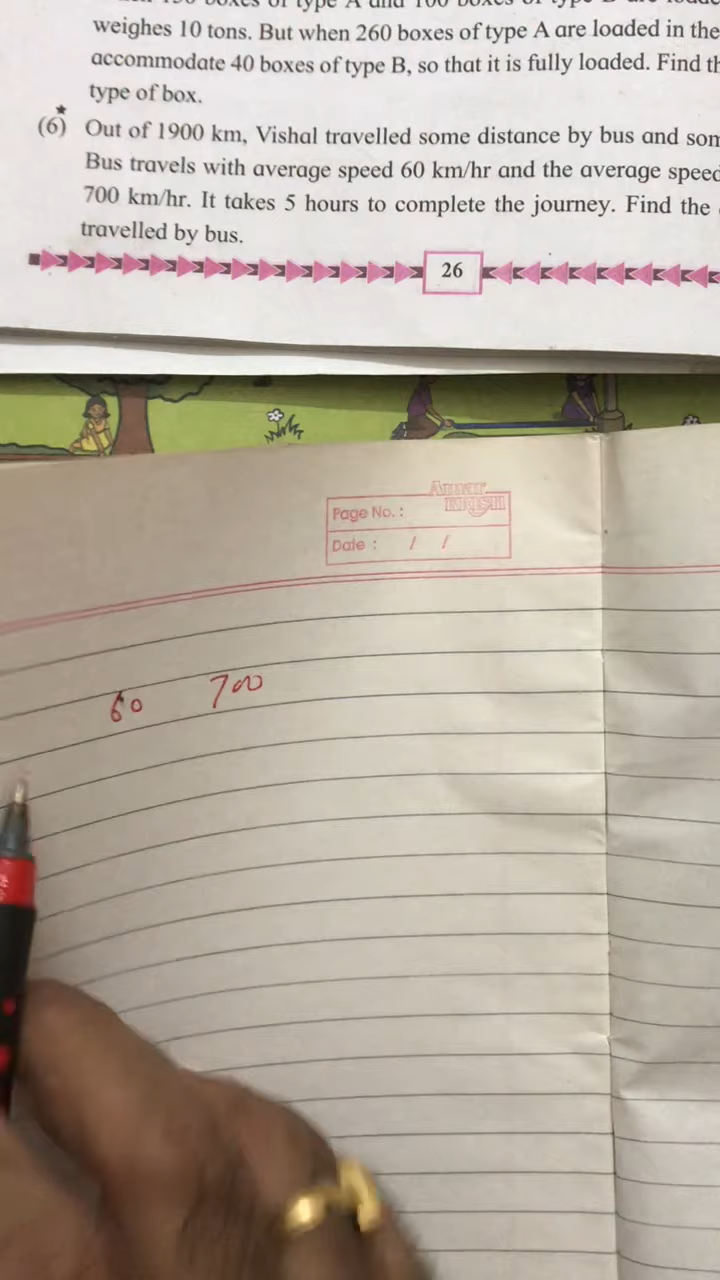 weighes 10 tons. But when 260 boxes of type A are loaded in the
accommodate 40 boxes of type B, so that it is fully loaded. Find
type of box.
(6)* Out of 1900 km, Vishal travelled some distance by bus and
Bus travels with average speed 60 km/hr and the average
700 km/hr. It takes 5 hours to complete the journey. Find the
travelled by bus.
26
Amar
Page No. :
Date : / /
60 700